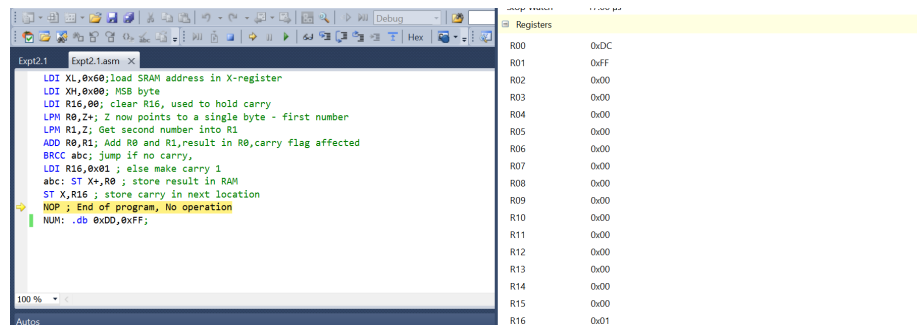 Debug
Hex
Expt2.1 Expt2.1.asm
LDI XL,0x60;load SRAM address in X-register
LDI XH,0x00; MSB byte
LDI R16,00; clear R16, used to hold carry
LPM R0,Z+; Z now points to a single byte - first number
LPM R1,Z; Get second number into R1
ADD R0,R1; Add R0 and R1,result in R0,carry flag affected
BRCC abc; jump if no carry,
LDI R16,0x01 ; else make carry 1
abc: ST X+,R0 ; store result in RAM
ST X,R16 ; store carry in next location
NOP ; End of program, No operation
NUM: .db 0xDD,0xFF;
100 %
Autos
Stop Watch 17.00 µs
Registers
R00 0xDC
R01 0xFF
R02 0x00
R03 0x00
R04 0x00
R05 0x00
R06 0x00
R07 0x00
R08 0x00
R09 0x00
R10 0x00
R11 0x00
R12 0x00
R13 0x00
R14 0x00
R15 0x00
R16 0x01